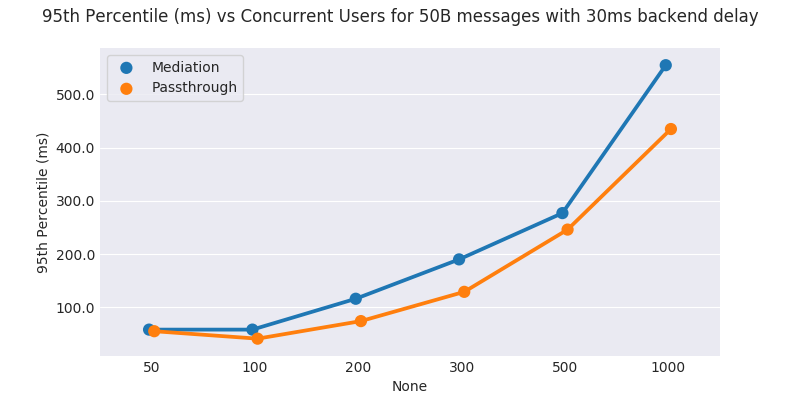 95th Percentile (ms) vs Concurrent Users for 50B messages with 30ms backend delay
Mediation
Passthrough
95th Percentile (ms)
500.0
400.0
300.0
200.0
100.0
50 100 200 300 500 1000
None